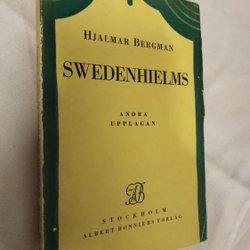 HJALMAR BERGMAN
SWEDENHIELMS
ANDRA
UPPLAGAN
STOCKHOLM
ALBERT BONNIERS FÖRLAG